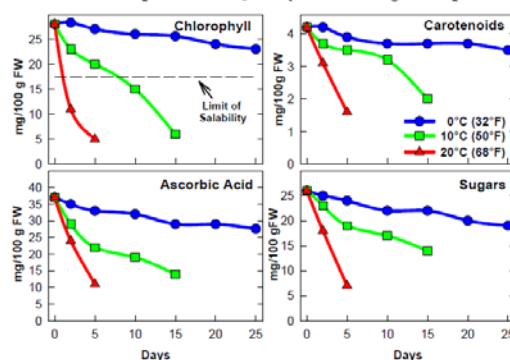 Chlorophyll
mg/100 g FW
25
20
15
10
5
0
Limit of
Salability
Carotenoids
mg/100g FW
4
3
2
1
0
0°C (32°F)
10°C (50°F)
20°C (68°F)
Ascorbic Acid
mg/100 g FW
40
35
30
25
20
15
10
5
0
0 5 10 15 20 25
Days
Sugars
mg/100 gFW
25
20
15
10
5
0
0 5 10 15 20 25
Days